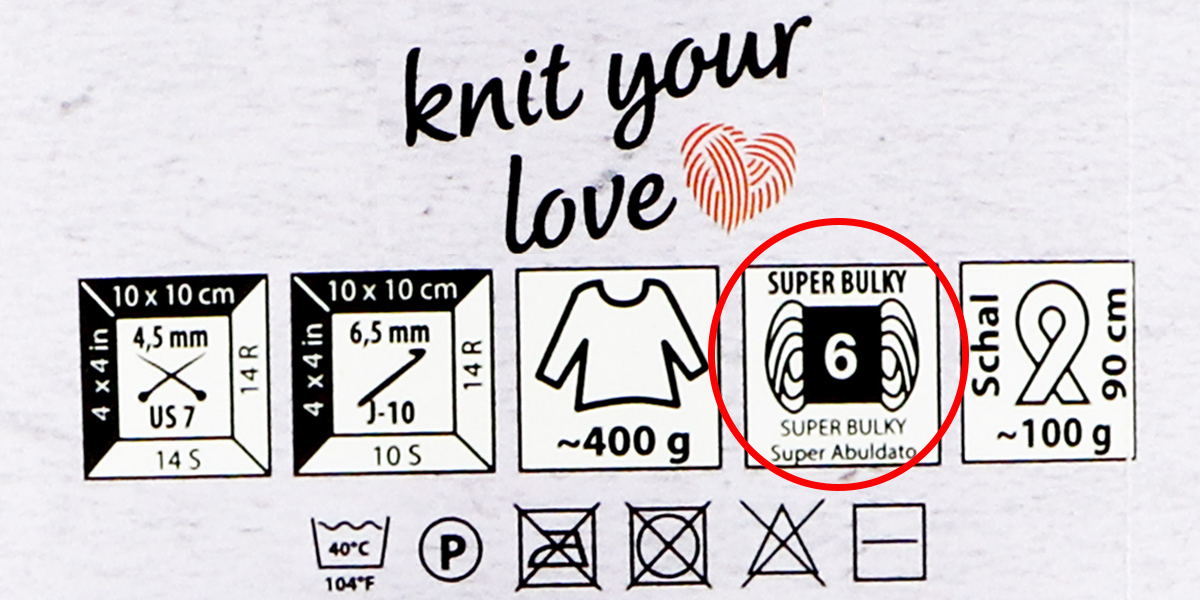 knit your
love
10 x 10 cm
4 x 4 in
4,5 mm
US 7
14 R
14 S
10 x 10 cm
4 x 4 in
6,5 mm
J-10
14 R
10 S
~400 g
SUPER BULKY
6
SUPER BULKY
Super Abuldato
Schal
90 cm
~100 g
40°C
104°F
P